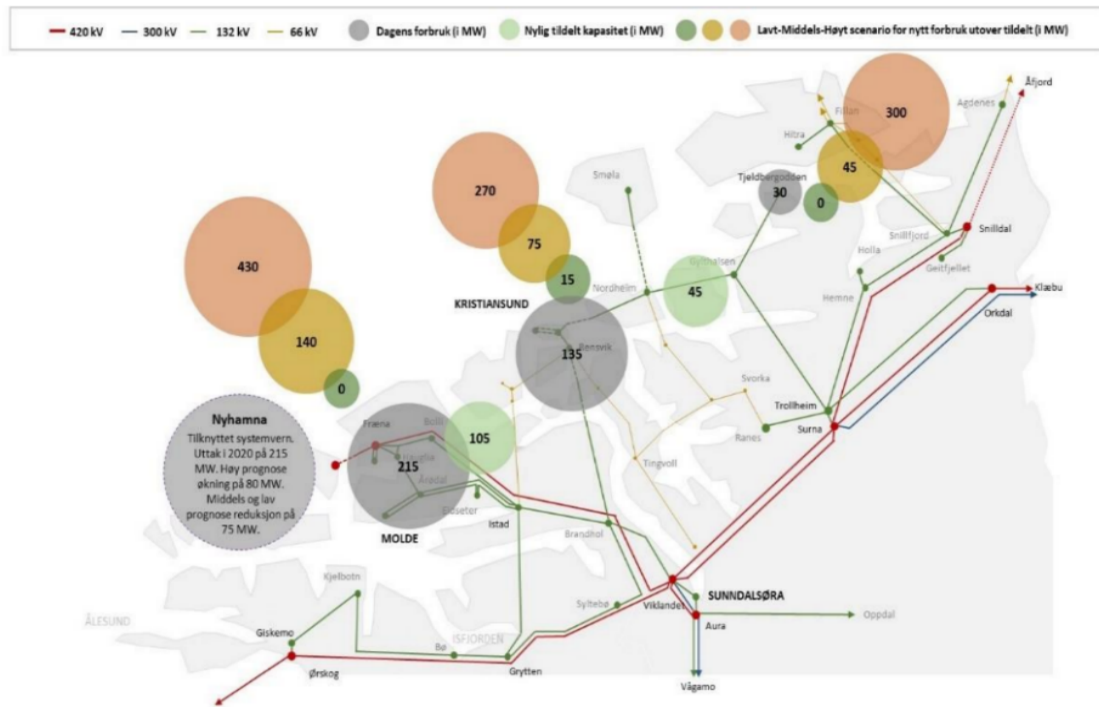 420 kV 300 kV 132 kV 66 kV Dagens forbruk (i MW) Nylig tildelt kapasitet (i MW) Lavt-Middels-Høyt scenario for nytt forbruk utover tildelt (i MW)
Åfjord
Agdenes
300
Fillan
Hitra
45
Tjeldbergodden
30
0
270
Smøla
75
Snillfjord
Snilldal
Holla
Geitfjellet
430
15
Nordheim
45
Hemne
Klæbu
KRISTIANSUND
Orkdal
140
Bensvik
135
0
Svorka
Trollheim
Surna
Ranes
Nyhamna
Tilknyttet systemvern.
Uttak i 2020 på 215
MW. Høy prognose
økning på 80 MW.
Middels og lav
prognose reduksjon på
75 MW.
Fræna
105
215
Årødal
Tingvoll
Istad
MOLDE
Brandhol
Kjelbotn
Viklandet
SUNNDALSØRA
Syltebø
ÅLESUND
Giskemo
Aura
Oppdal
ISFJORDEN
Bø
Ørskog
Grytten
Vågåmo